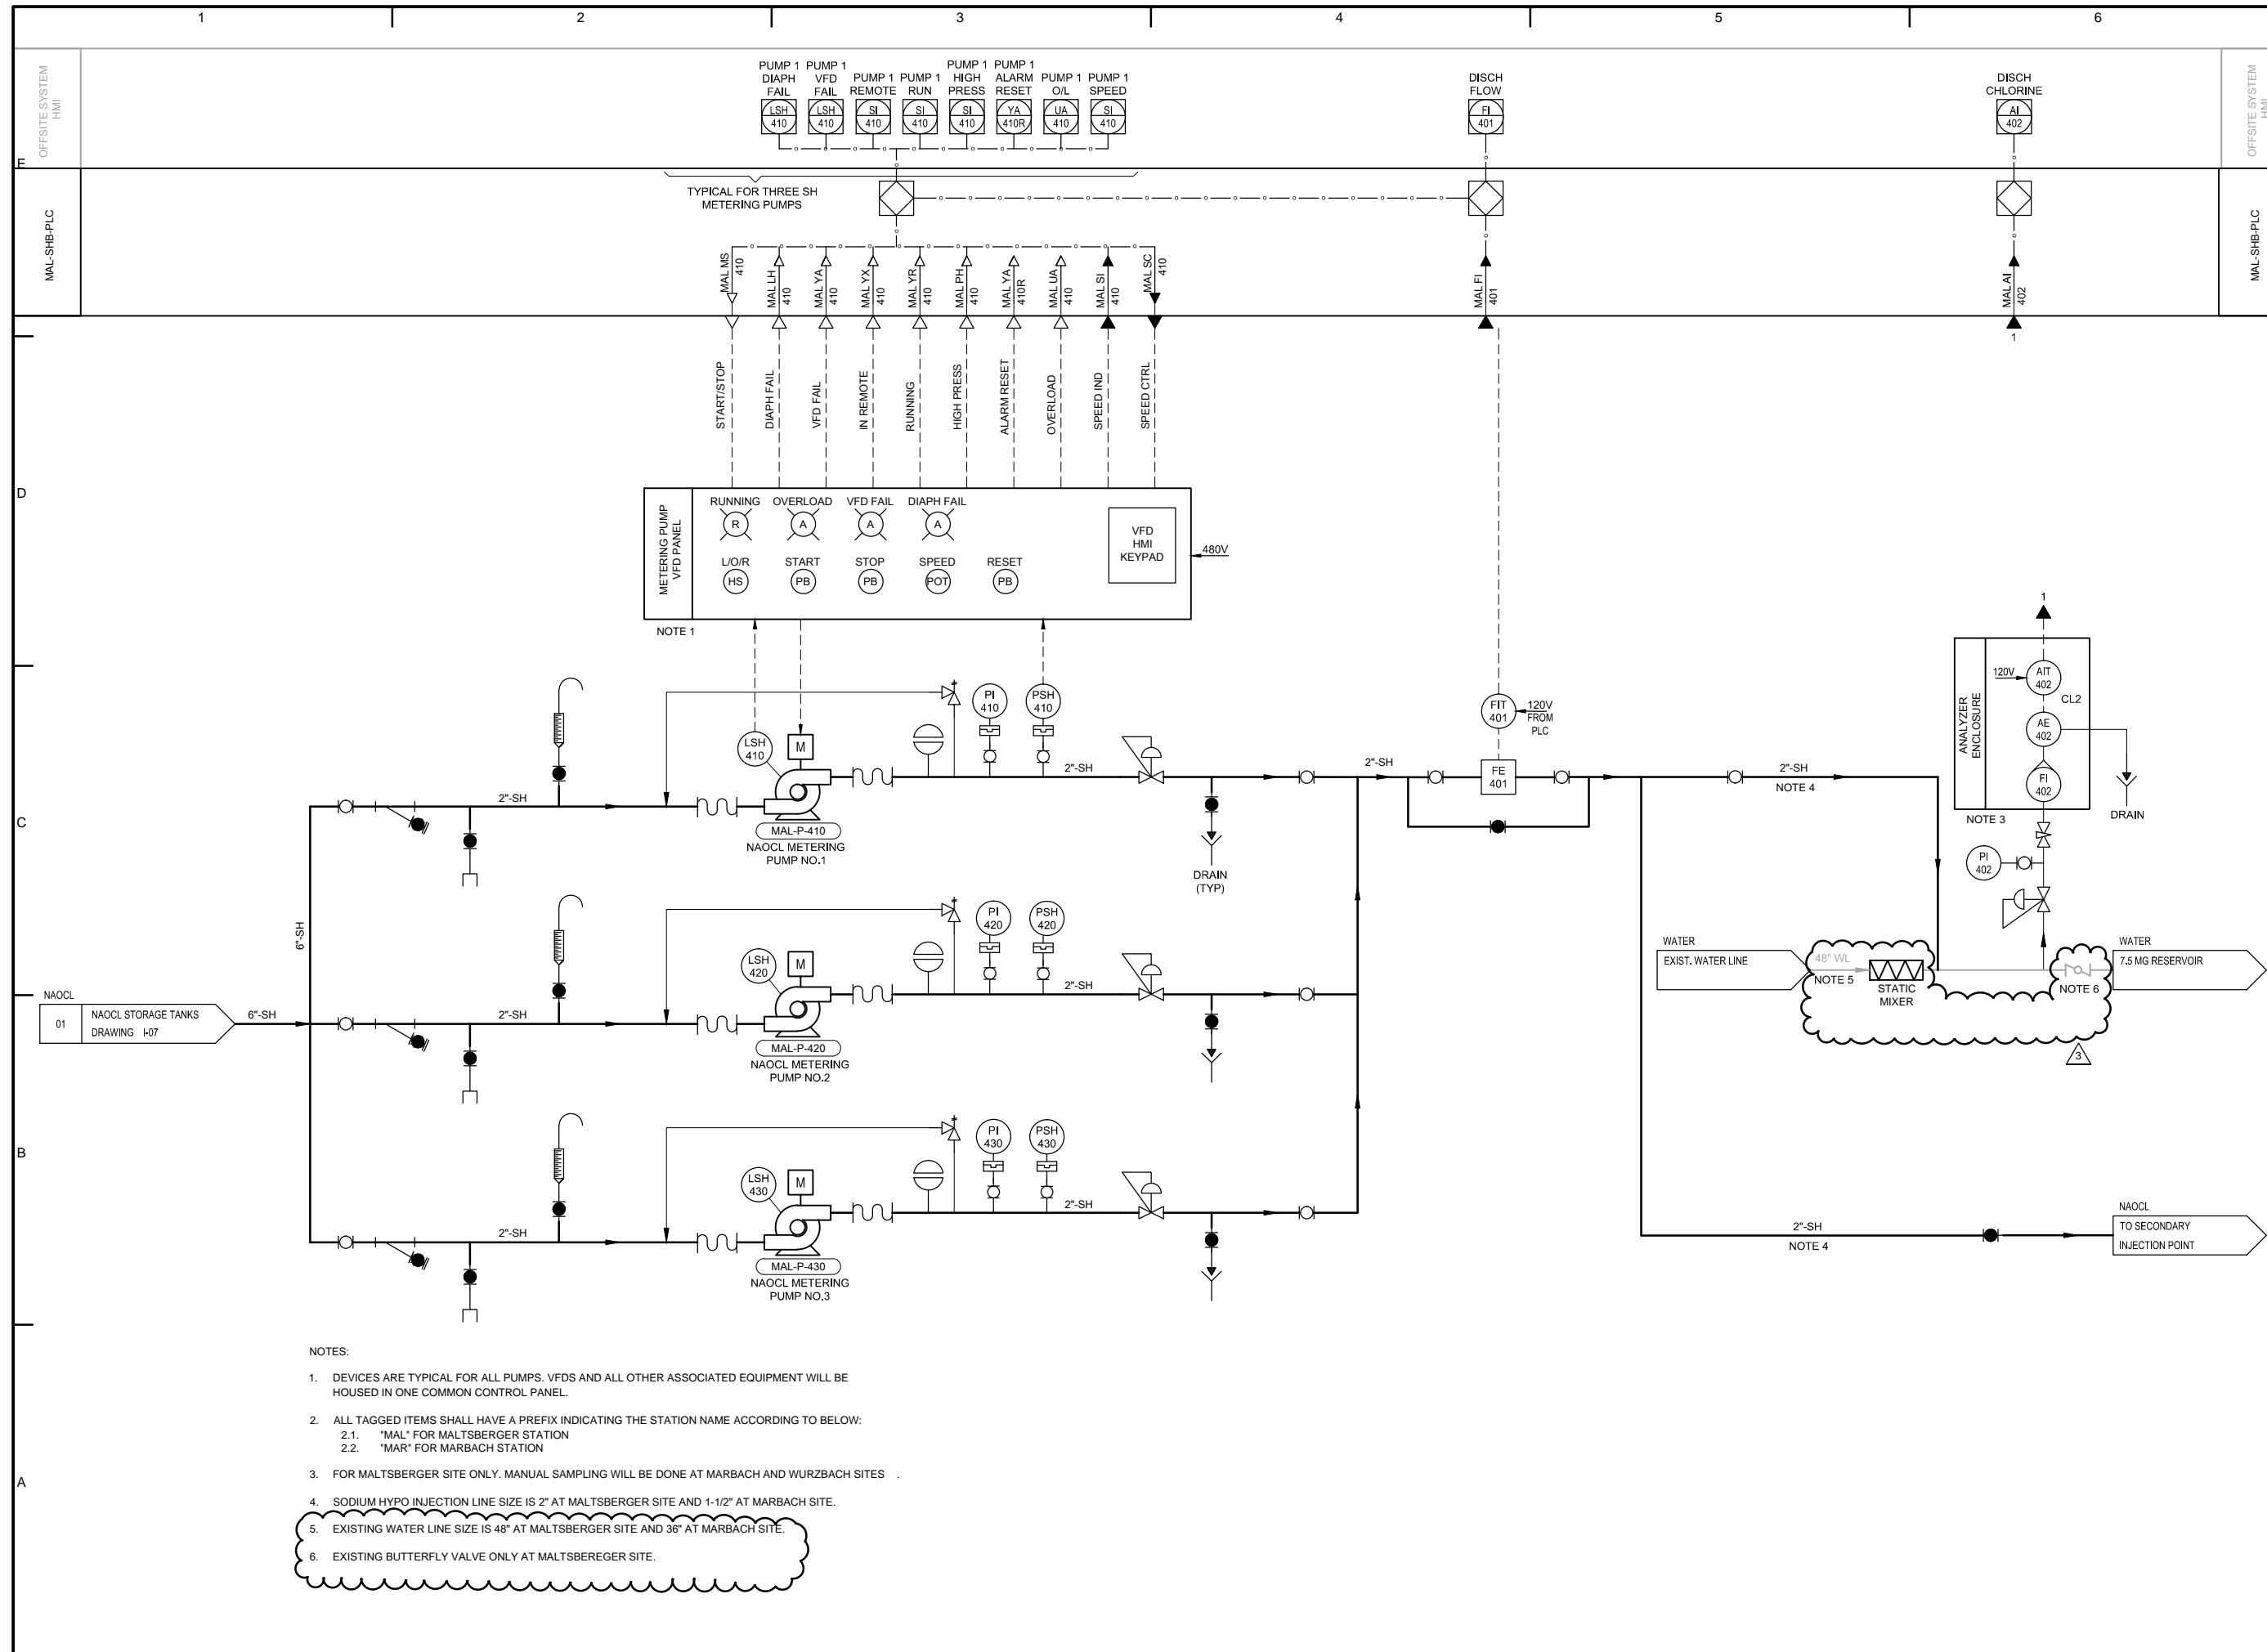 1
2
3
4
5
6
OFFSITE SYSTEM
HMI
PUMP 1
DIAPH
FAIL
LSH
410
PUMP 1
VFD
FAIL
LSH
410
PUMP 1
REMOTE
SI
410
PUMP 1
RUN
SI
410
PUMP 1
HIGH
PRESS
SI
410
PUMP 1
ALARM
RESET
YA
410R
PUMP 1
O/L
UA
410
PUMP 1
SPEED
SI
410
DISCH
FLOW
FI
401
DISCH
CHLORINE
AI
402
OFFSITE SYSTEM
HMI
E
MAL-SHB-PLC
TYPICAL FOR THREE SH
METERING PUMPS
MAL MS
410
MAL LH
410
MAL YA
410
MAL YX
410
MAL YR
410
MAL PH
410
MAL YA
410R
MAL UA
410
MAL SI
410
MAL SC
410
MAL FI
401
MAL AI
402
MAL-SHB-PLC
1
START/STOP
DIAPH FAIL
VFD FAIL
IN REMOTE
RUNNING
HIGH PRESS
ALARM RESET
OVERLOAD
SPEED IND
SPEED CTRL
D
METERING PUMP
VFD PANEL
RUNNING
R
OVERLOAD
A
VFD FAIL
A
DIAPH FAIL
A
L/O/R
HS
START
PB
STOP
PB
SPEED
POT
RESET
PB
VFD
HMI
KEYPAD
480V
NOTE 1
1
ANALYZER
ENCLOSURE
120V
AIT
402
CL2
AE
402
FI
402
NOTE 3
DRAIN
PI
402
C
2"-SH
LSH
410
M
MAL-P-410
NAOCL METERING
PUMP NO.1
PI
410
PSH
410
2"-SH
DRAIN
(TYP)
2"-SH
FIT
401
120V
FROM
PLC
FE
401
2"-SH
NOTE 4
6"-SH
NAOCL
01
NAOCL STORAGE TANKS
DRAWING I-07
6"-SH
2"-SH
LSH
420
M
MAL-P-420
NAOCL METERING
PUMP NO.2
PI
420
PSH
420
2"-SH
WATER
EXIST. WATER LINE
48" WL
NOTE 5
STATIC
MIXER
NOTE 6
WATER
7.5 MG RESERVOIR
3
B
2"-SH
LSH
430
M
MAL-P-430
NAOCL METERING
PUMP NO.3
PI
430
PSH
430
2"-SH
2"-SH
NOTE 4
NAOCL
TO SECONDARY
INJECTION POINT
A
NOTES:
1. DEVICES ARE TYPICAL FOR ALL PUMPS. VFDS AND ALL OTHER ASSOCIATED EQUIPMENT WILL BE
HOUSED IN ONE COMMON CONTROL PANEL.
2. ALL TAGGED ITEMS SHALL HAVE A PREFIX INDICATING THE STATION NAME ACCORDING TO BELOW:
2.1. "MAL" FOR MALTSBERGER STATION
2.2. "MAR" FOR MARBACH STATION
3. FOR MALTSBERGER SITE ONLY. MANUAL SAMPLING WILL BE DONE AT MARBACH AND WURZBACH SITES .
4. SODIUM HYPO INJECTION LINE SIZE IS 2" AT MALTSBERGER SITE AND 1-1/2" AT MARBACH SITE.
5. EXISTING WATER LINE SIZE IS 48" AT MALTSBERGER SITE AND 36" AT MARBACH SITE.
6. EXISTING BUTTERFLY VALVE ONLY AT MALTSBEREGER SITE.